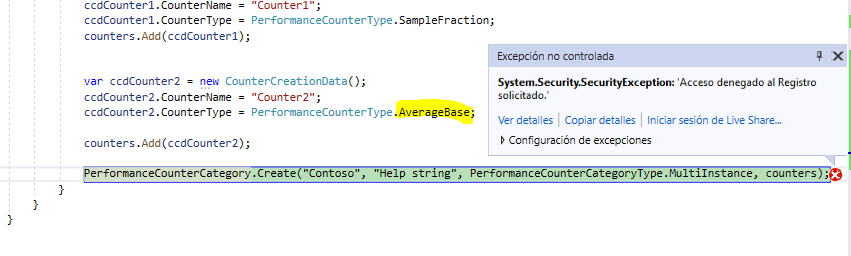 ccdCounter1.CounterName = "Counter1";
ccdCounter1.CounterType = PerformanceCounterType.SampleFraction;
counters.Add(ccdCounter1);
var ccdCounter2 = new CounterCreationData();
ccdCounter2.CounterName = "Counter2";
ccdCounter2.CounterType = PerformanceCounterType.AverageBase;
counters.Add(ccdCounter2);
PerformanceCounterCategory.Create("Contoso", "Help string", PerformanceCounterCategoryType.MultiInstance, counters);
}
}
}
Excepción no controlada
System.Security.SecurityException: 'Acceso denegado al Registro
solicitado.'
Ver detalles | Copiar detalles | Iniciar sesión de Live Share...
Configuración de excepciones